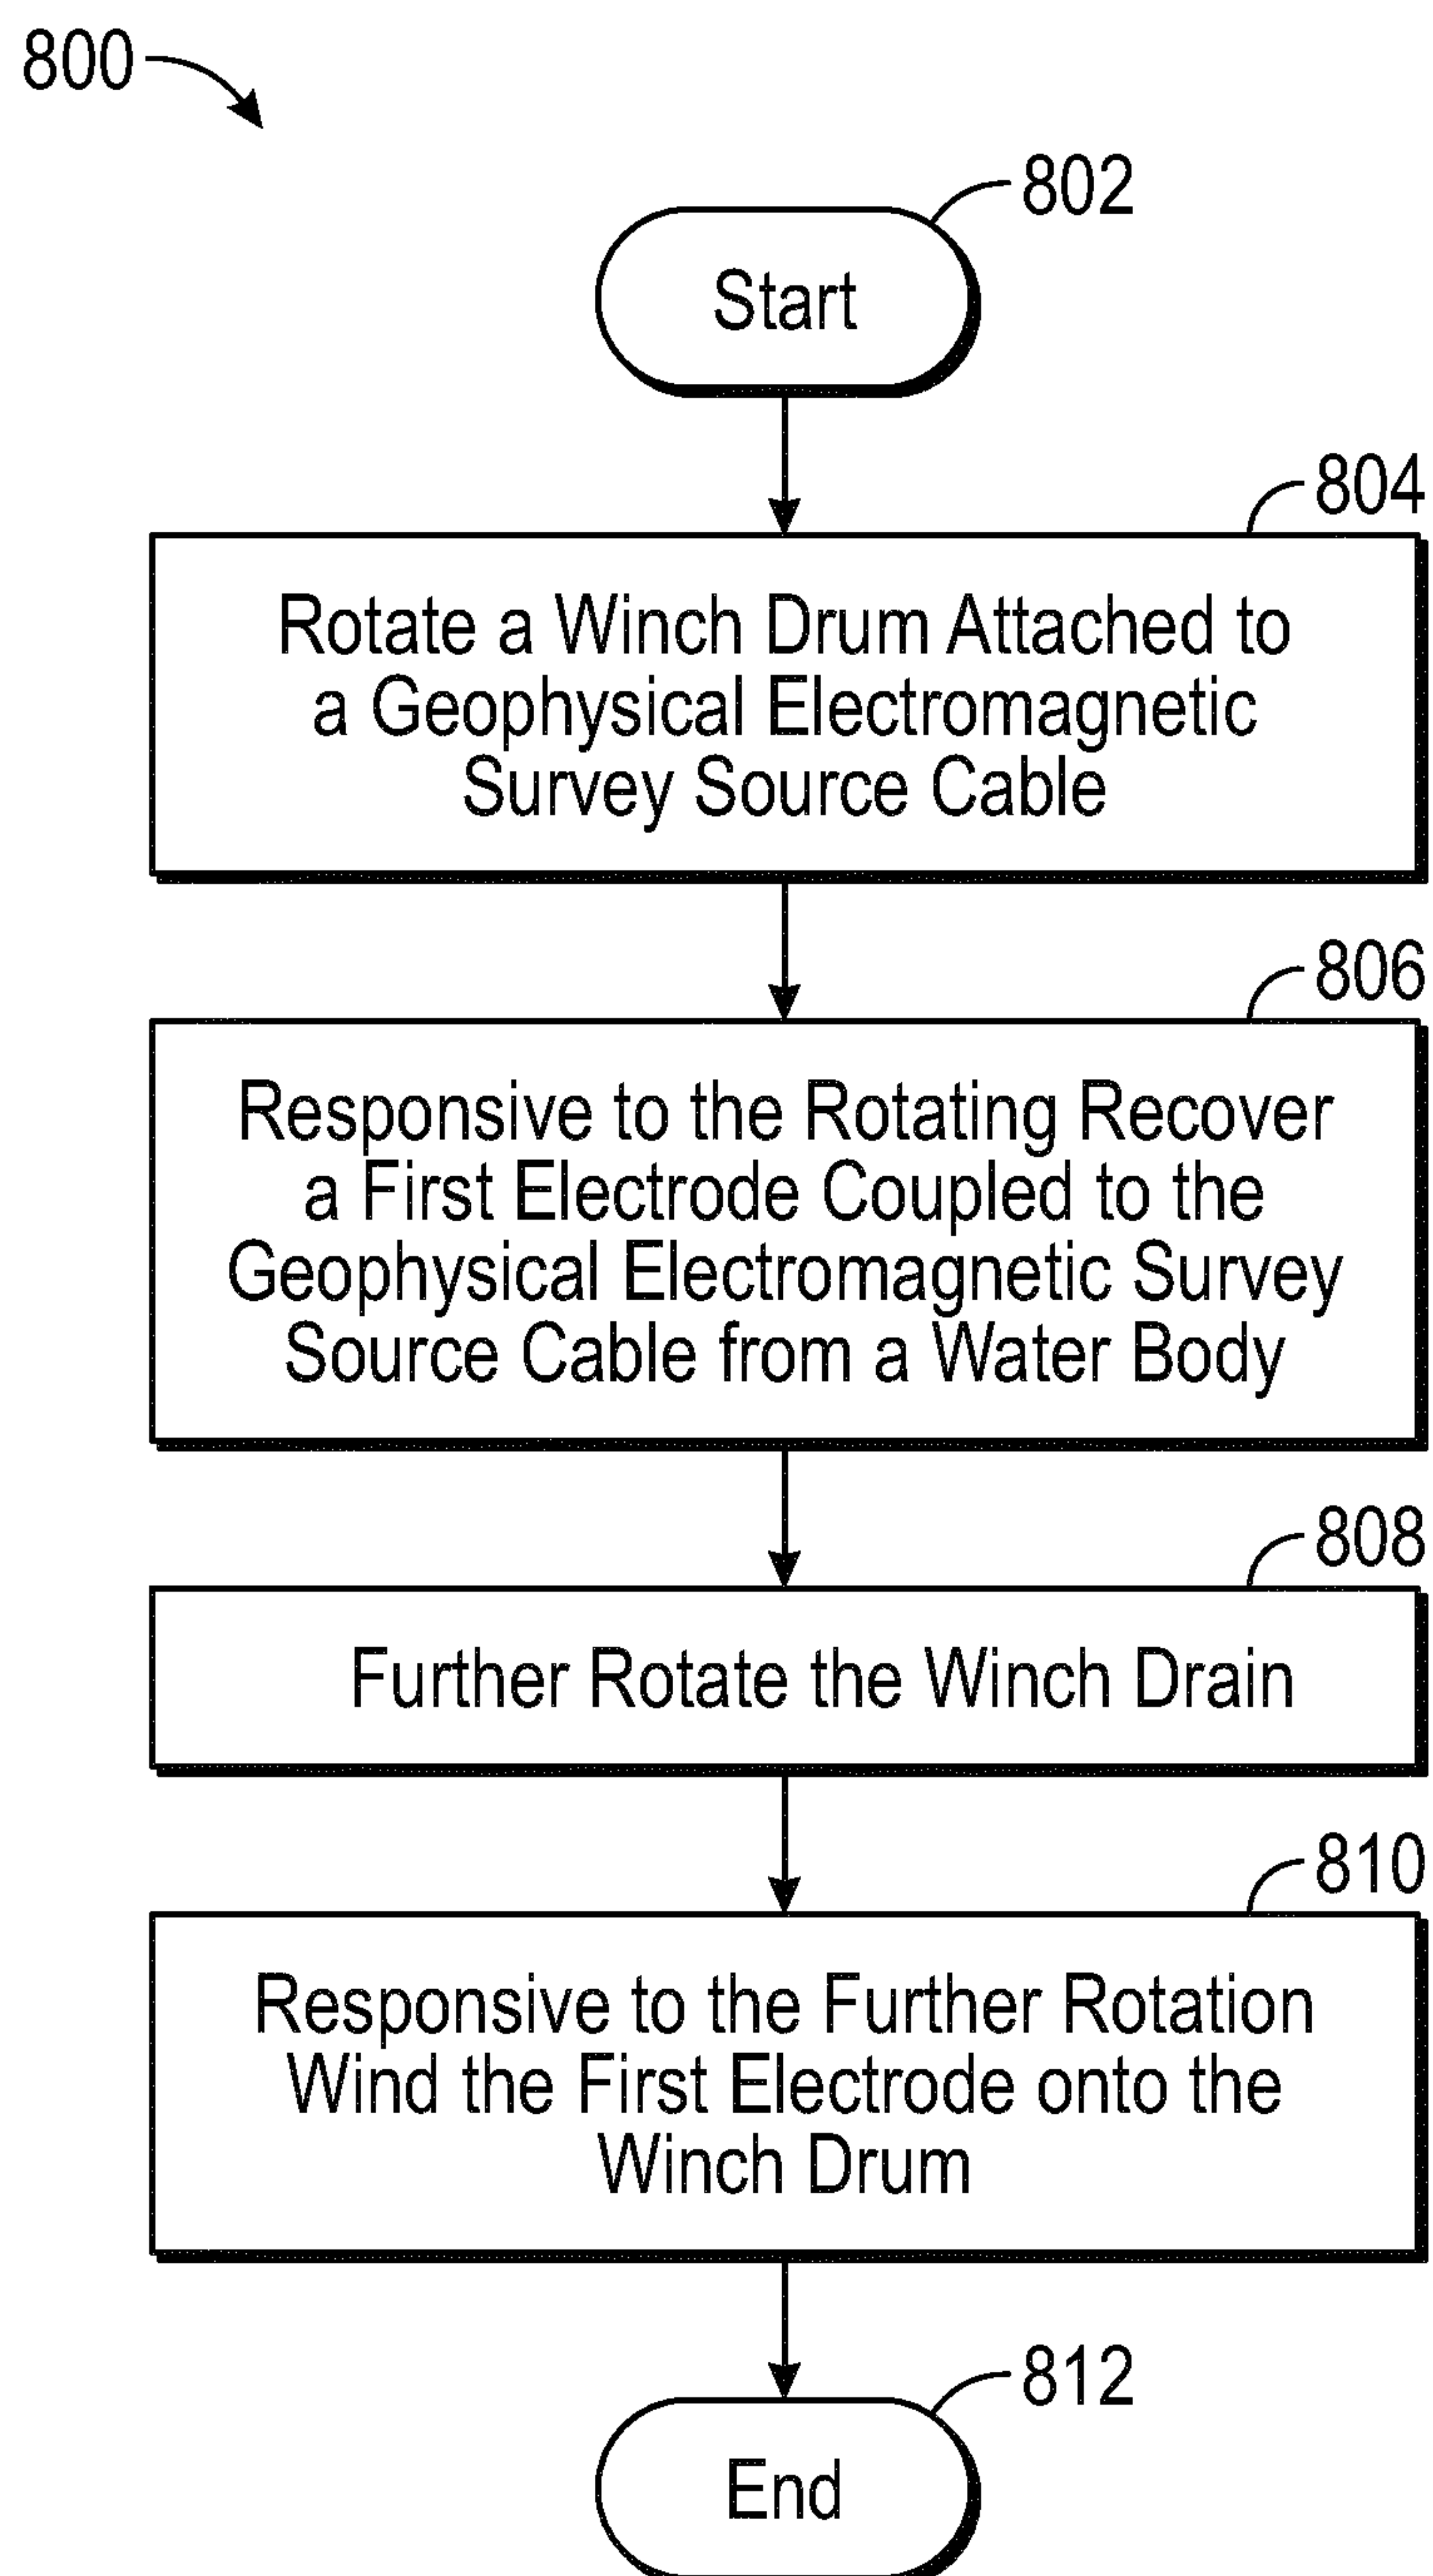 800
802
Start
804
Rotate a Winch Drum Attached to
a Geophysical Electromagnetic
Survey Source Cable
806
Responsive to the Rotating Recover
a First Electrode Coupled to the
Geophysical Electromagnetic Survey
Source Cable from a Water Body
808
Further Rotate the Winch Drain
810
Responsive to the Further Rotation
Wind the First Electrode onto the
Winch Drum
812
End